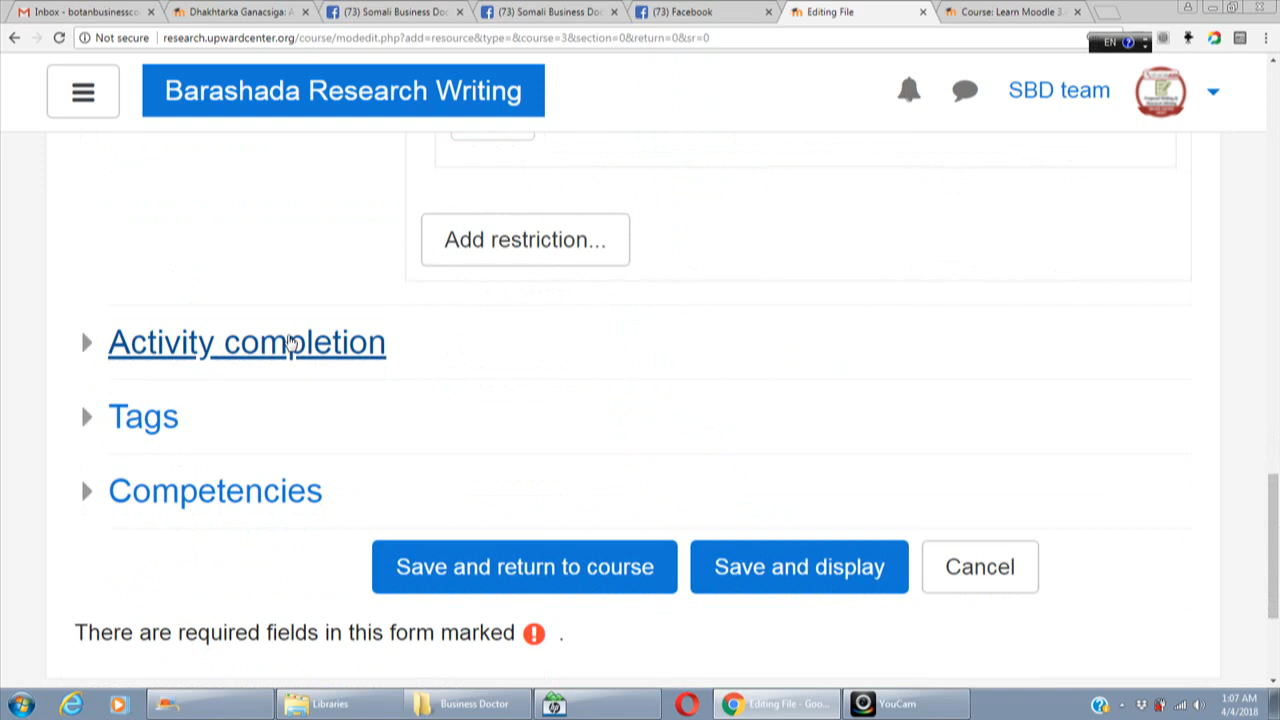 Inbox - botanbusinessco
Dhakhtarka Ganacsiga: A
(73) Somali Business Doc
(73) Somali Business Doc
(73) Facebook
Editing File
Course: Learn Moodle 3.
Not secure
research.upwardcenter.org/course/modedit.php?add=resource&type=&course=3&section=0&return=0&sr=0
EN
Barashada Research Writing
SBD team
Add restriction...
Activity completion
Tags
Competencies
Save and return to course
Save and display
Cancel
There are required fields in this form marked .
Libraries
Business Doctor
Editing File - Goo...
YouCam
1:07 AM
4/4/2018